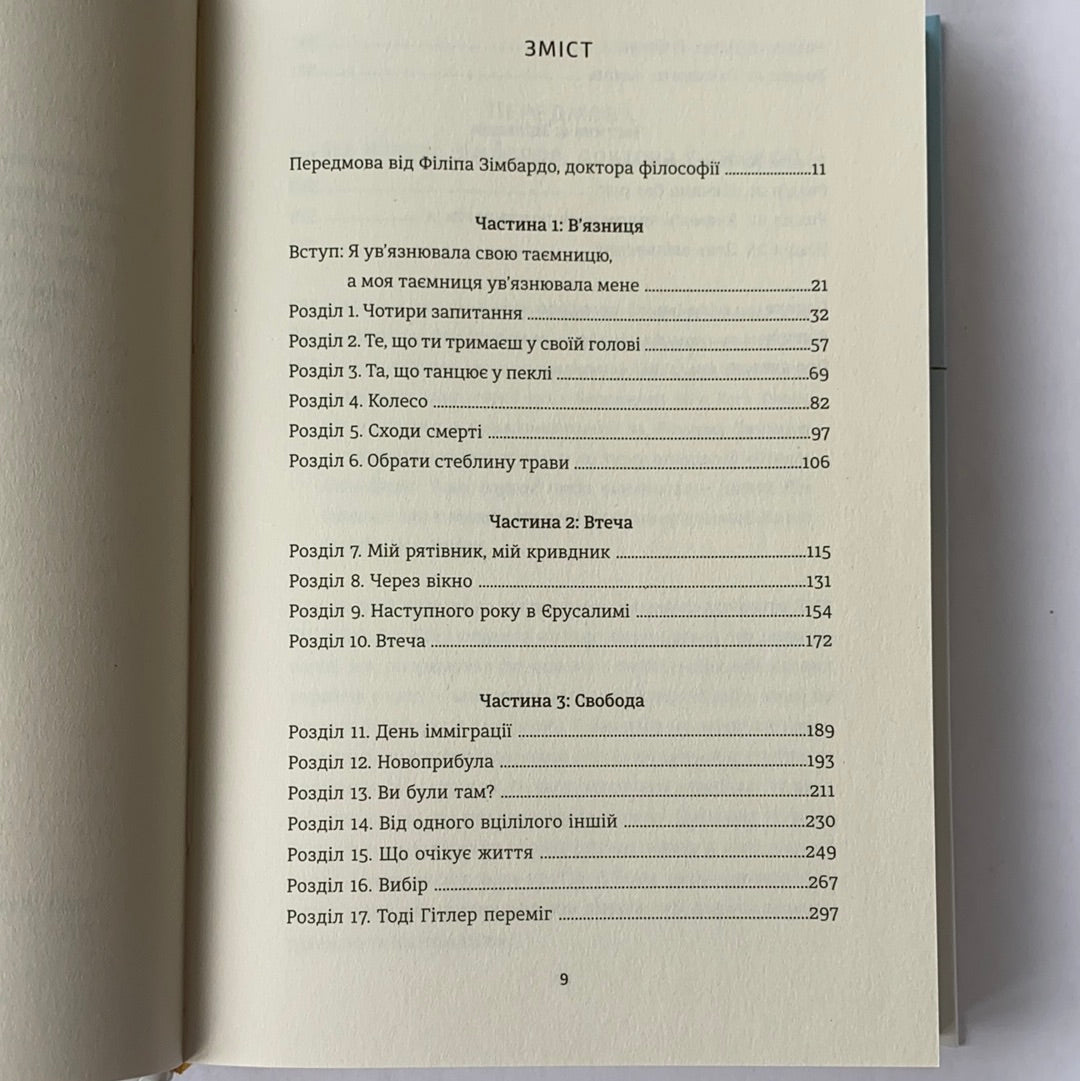 ЗМІСТ
Передмова від Філіпа Зімбардо, доктора філософії ........................11
Частина 1: В'язниця
Вступ: Я ув'язнювала свою таємницю,
а моя таємниця ув'язнювала мене ........................21
Розділ 1. Чотири запитання ........................32
Розділ 2. Те, що ти тримаєш у своїй голові ........................57
Розділ 3. Та, що танцює у пеклі ........................69
Розділ 4. Колесо ........................82
Розділ 5. Сходи смерті ........................97
Розділ 6. Обрати стеблину трави ........................106
Частина 2: Втеча
Розділ 7. Мій рятівник, мій кривдник ........................115
Розділ 8. Через вікно ........................131
Розділ 9. Наступного року в Єрусалимі ........................154
Розділ 10. Втеча ........................172
Частина 3: Свобода
Розділ 11. День імміграції ........................189
Розділ 12. Новоприбула ........................193
Розділ 13. Ви були там? ........................211
Розділ 14. Від одного вцілілого іншій ........................230
Розділ 15. Що очікує життя ........................249
Розділ 16. Вибір ........................267
Розділ 17. Тоді Гітлер переміг ........................297
9